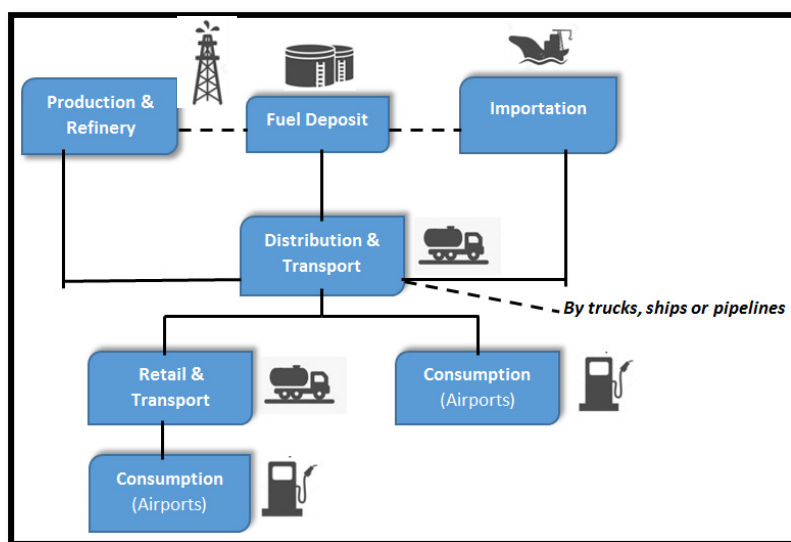 Production &
Refinery
Fuel Deposit
Importation
Distribution &
Transport
By trucks, ships or pipelines
Retail &
Transport
Consumption
(Airports)
Consumption
(Airports)